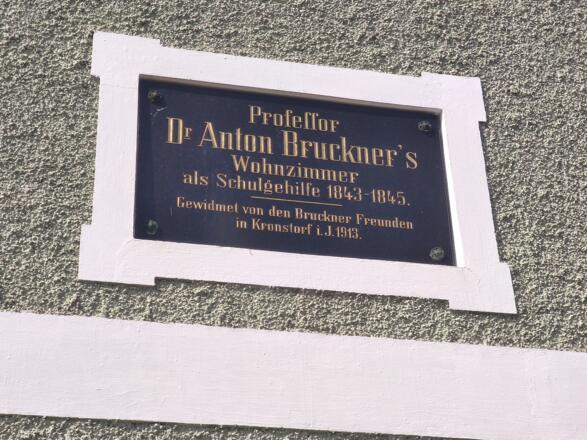 Profeſſor
Dr Anton Bruckner's
Wohnzimmer
als Schulgehilfe 1843-1845.
Gewidmet von den Bruckner Freunden
in Kronstorf i.J.1913.